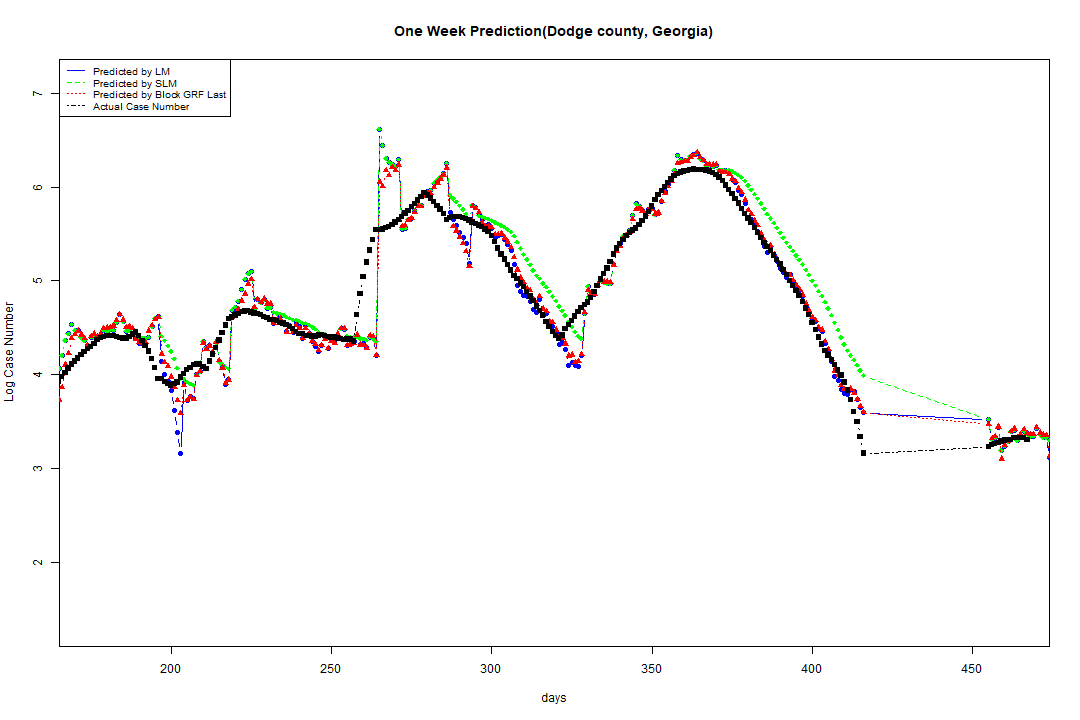 One Week Prediction(Dodge county, Georgia)
Predicted by LM
Predicted by SLM
Predicted by Block GRF Last
Actual Case Number
7
6
5
4
3
2
Log Case Number
200 250 300 350 400 450
days